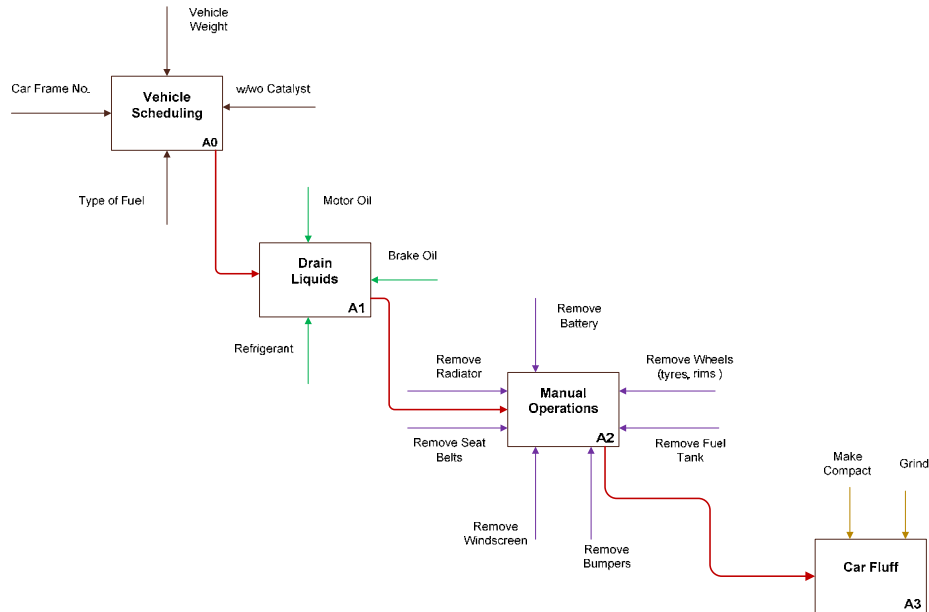 Vehicle
Weight
Car Frame No.
Vehicle
Scheduling
w/wo Catalyst
A0
Type of Fuel
Motor Oil
Drain
Liquids
Brake Oil
A1
Refrigerant
Remove
Battery
Remove
Radiator
Remove Wheels
(tyres, rims )
Manual
Operations
A2
Remove Seat
Belts
Remove Fuel
Tank
Remove
Windscreen
Remove
Bumpers
Make
Compact
Grind
Car Fluff
A3